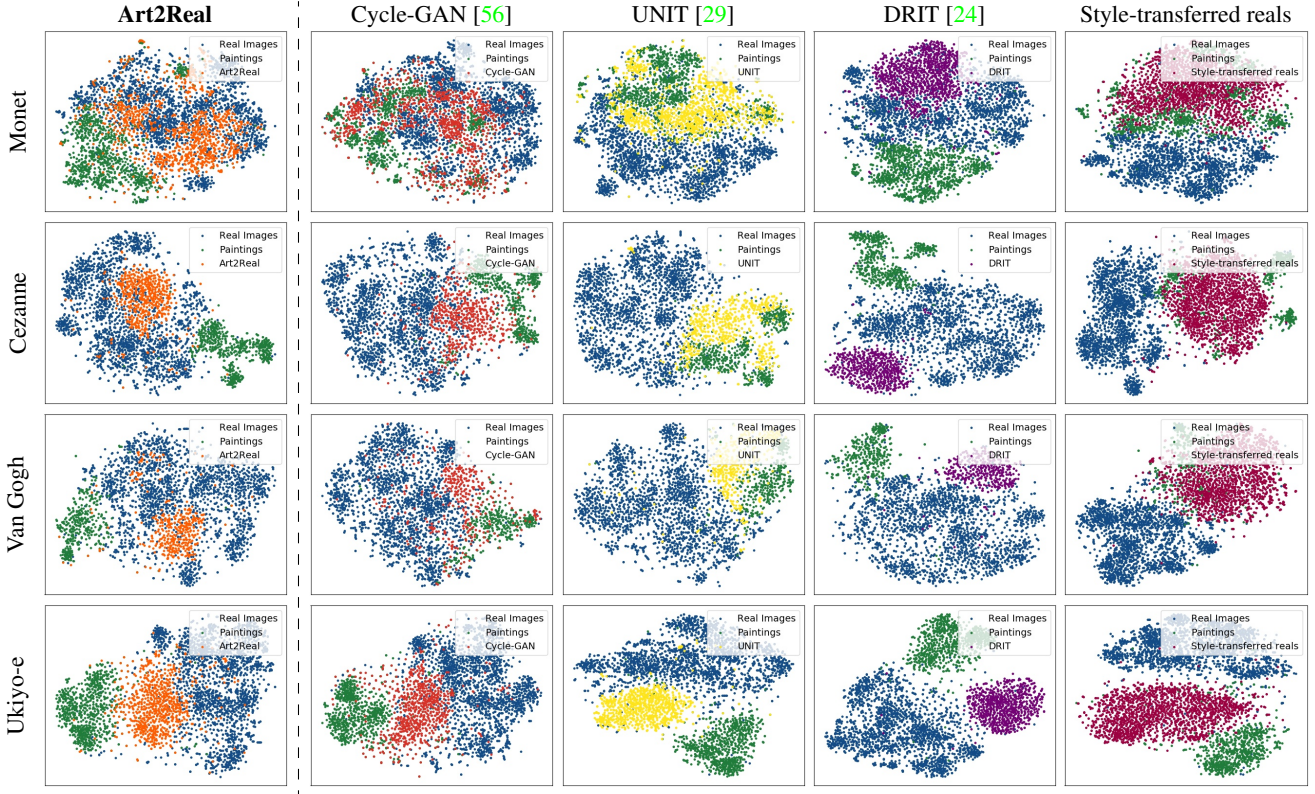 Art2Real Cycle-GAN [56] UNIT [29] DRIT [24] Style-transferred reals
Monet
Real Images
Paintings
Art2Real
Real Images
Paintings
Cycle-GAN
Real Images
Paintings
UNIT
Real Images
Paintings
DRIT
Real Images
Paintings
Style-transferred reals
Cezanne
Real Images
Paintings
Art2Real
Real Images
Paintings
Cycle-GAN
Real Images
Paintings
UNIT
Real Images
Paintings
DRIT
Real Images
Paintings
Style-transferred reals
Van Gogh
Real Images
Paintings
Art2Real
Real Images
Paintings
Cycle-GAN
Real Images
Paintings
UNIT
Real Images
Paintings
DRIT
Real Images
Paintings
Style-transferred reals
Ukiyo-e
Real Images
Paintings
Art2Real
Real Images
Paintings
Cycle-GAN
Real Images
Paintings
UNIT
Real Images
Paintings
DRIT
Real Images
Paintings
Style-transferred reals